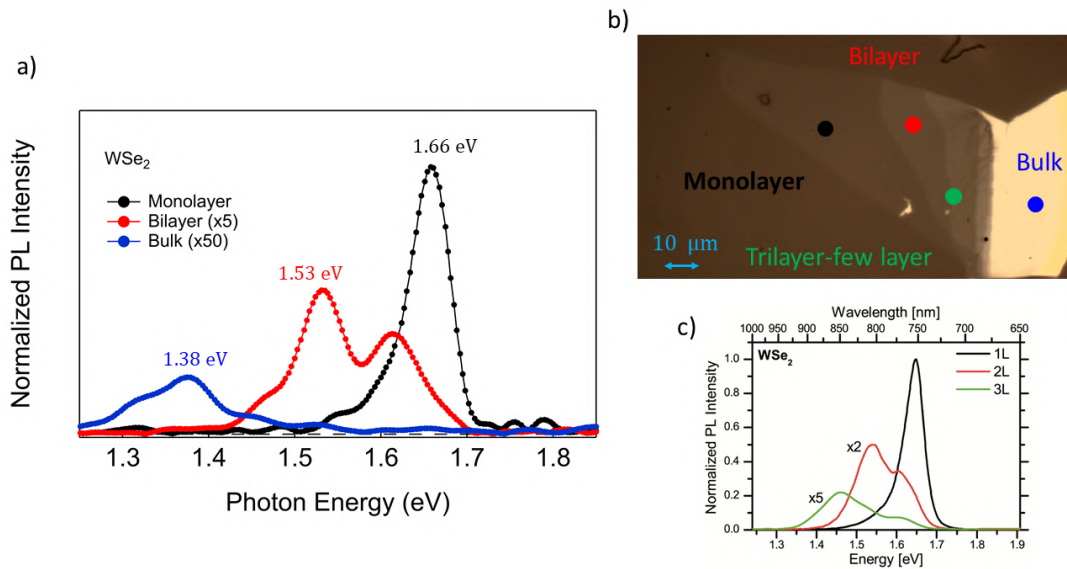 a)
Normalized PL Intensity
WSe2
Monolayer
Bilayer (x5)
Bulk (x50)
1.66 eV
1.53 eV
1.38 eV
1.3 1.4 1.5 1.6 1.7 1.8
Photon Energy (eV)
b)
Bilayer
Monolayer
Bulk
10 μm
Trilayer-few layer
c)
Wavelength [nm]
1000 950 900 850 800 750 700 650
Normalized PL Intensity
1.0
0.8
0.6
0.4
0.2
0.0
WSe2
1L
2L
3L
x2
x5
1.3 1.4 1.5 1.6 1.7 1.8 1.9
Energy [eV]